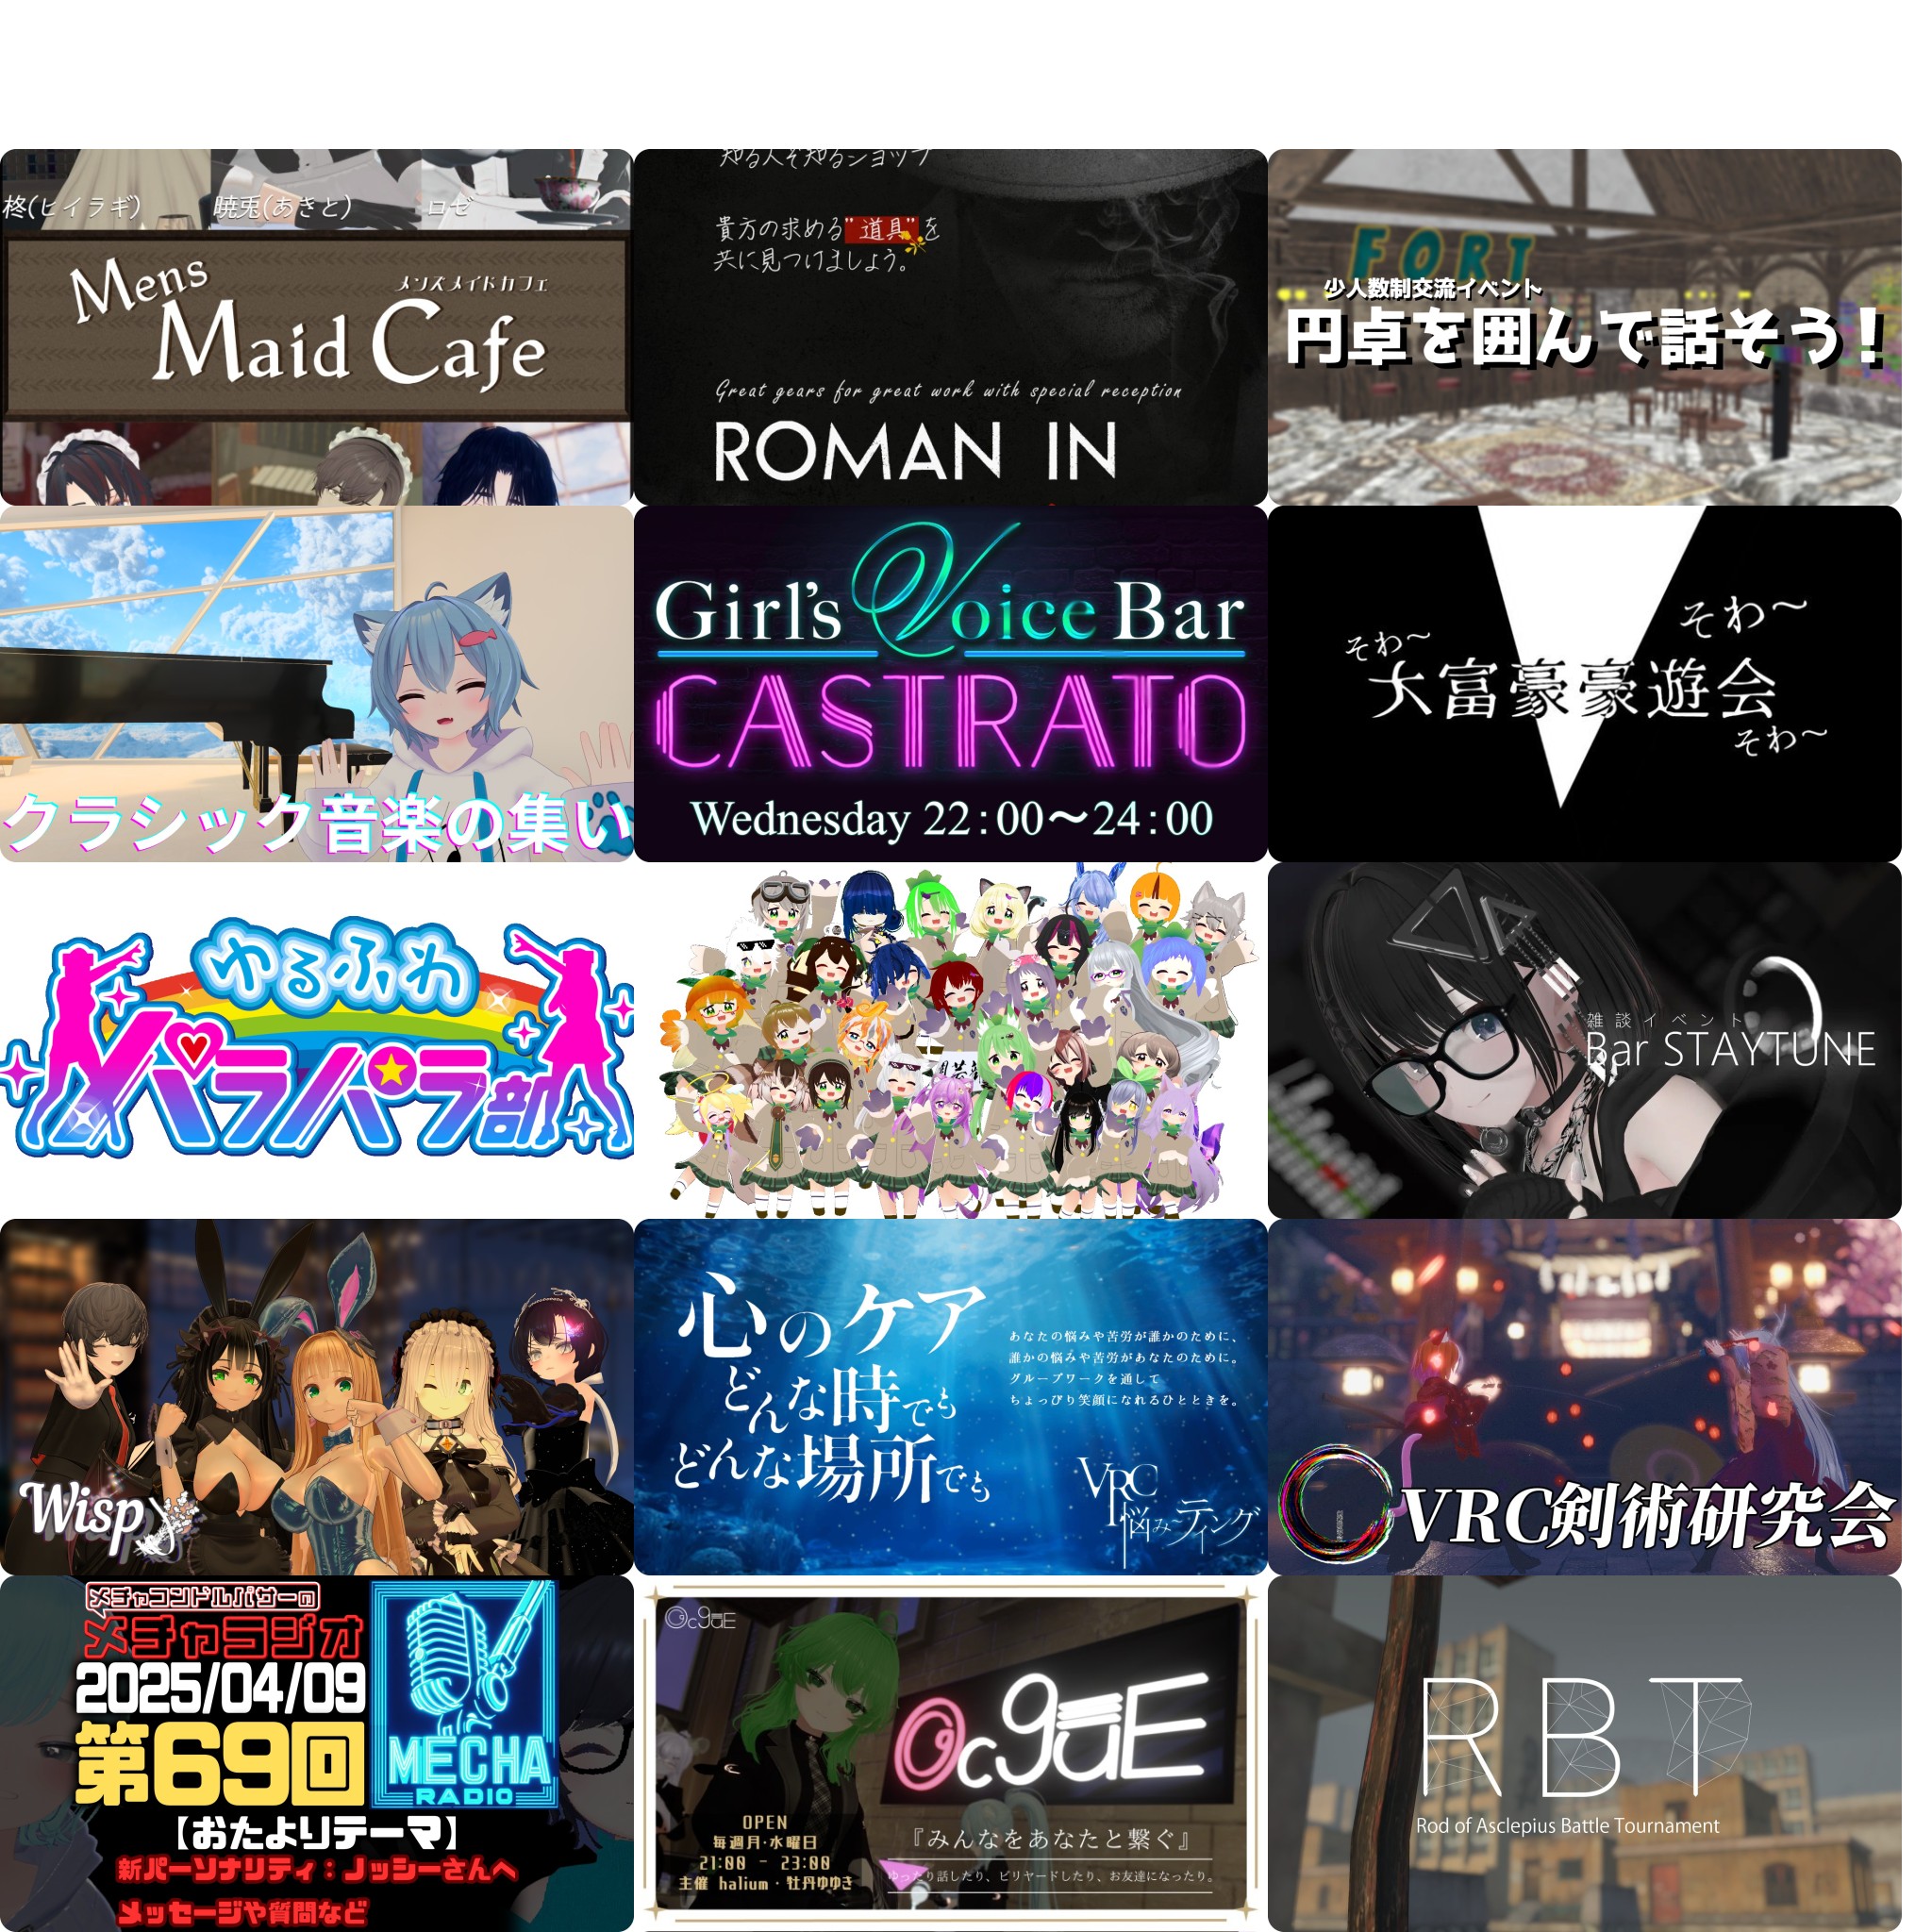 柊(ヒイラギ)
暁兎(あきと)
ロゼ
Mens
メンズメイドカフェ
Maid Cafe
知る人ぞ知るショップ
貴方の求める"道具"を
共に見つけましょう。
Great gears for great work with special reception
ROMAN IN
FORT
少人数制交流イベント
円卓を囲んで話そう!
クラシック音楽の集い
Girl's Voice Bar
CASTRATO
Wednesday 22:00〜24:00
そわ〜
そわ〜
大富豪豪遊会
そわ〜
ゆるふわ
パラパラ部
雑談イベント
Bar STAYTUNE
Wisp
心のケア
どんな時でも
どんな場所でも
あなたの悩みや苦労が誰かのために、
誰かの悩みや苦労があなたのために。
グループワークを通して
ちょっぴり笑顔になれるひとときを。
VRC
悩みーティング
VRC剣術研究会
メチャコンドルバサーの
メチャラジオ
2025/04/09
第69回
MECHA
RADIO
【おたよりテーマ】
新パーソナリティ:ノッシーさんへ
メッセージや質問など
OcguE
OcguE
OPEN
毎週月・水曜日
21:00 - 23:00
主催 halium・牡丹ゆゆき
『みんなをあなたと繋ぐ』
ゆったり話したり、ビリヤードしたり、お友達になったり。
RBT
Rod of Asclepius Battle Tournament